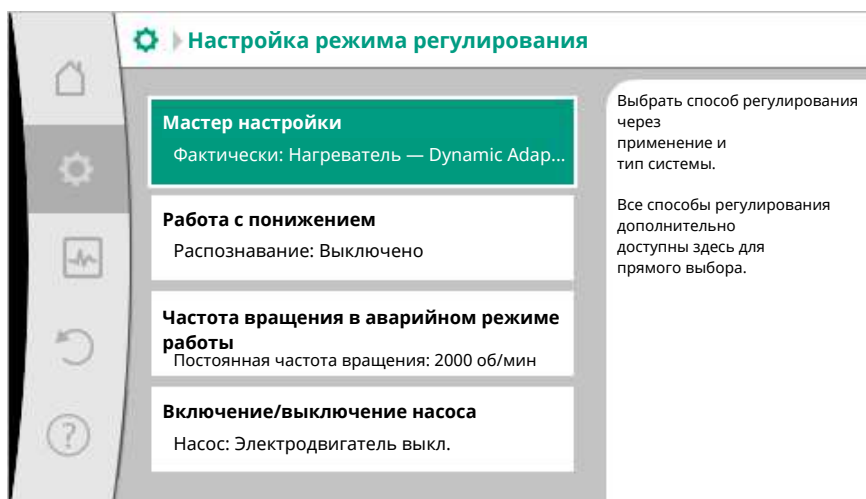 Настройка режима регулирования
Мастер настройки
Фактически: Нагреватель — Dynamic Adap...
Работа с понижением
Распознавание: Выключено
Частота вращения в аварийном режиме
работы
Постоянная частота вращения: 2000 об/мин
Включение/выключение насоса
Насос: Электродвигатель выкл.
Выбрать способ регулирования
через
применение и
тип системы.
Все способы регулирования
дополнительно
доступны здесь для
прямого выбора.
?